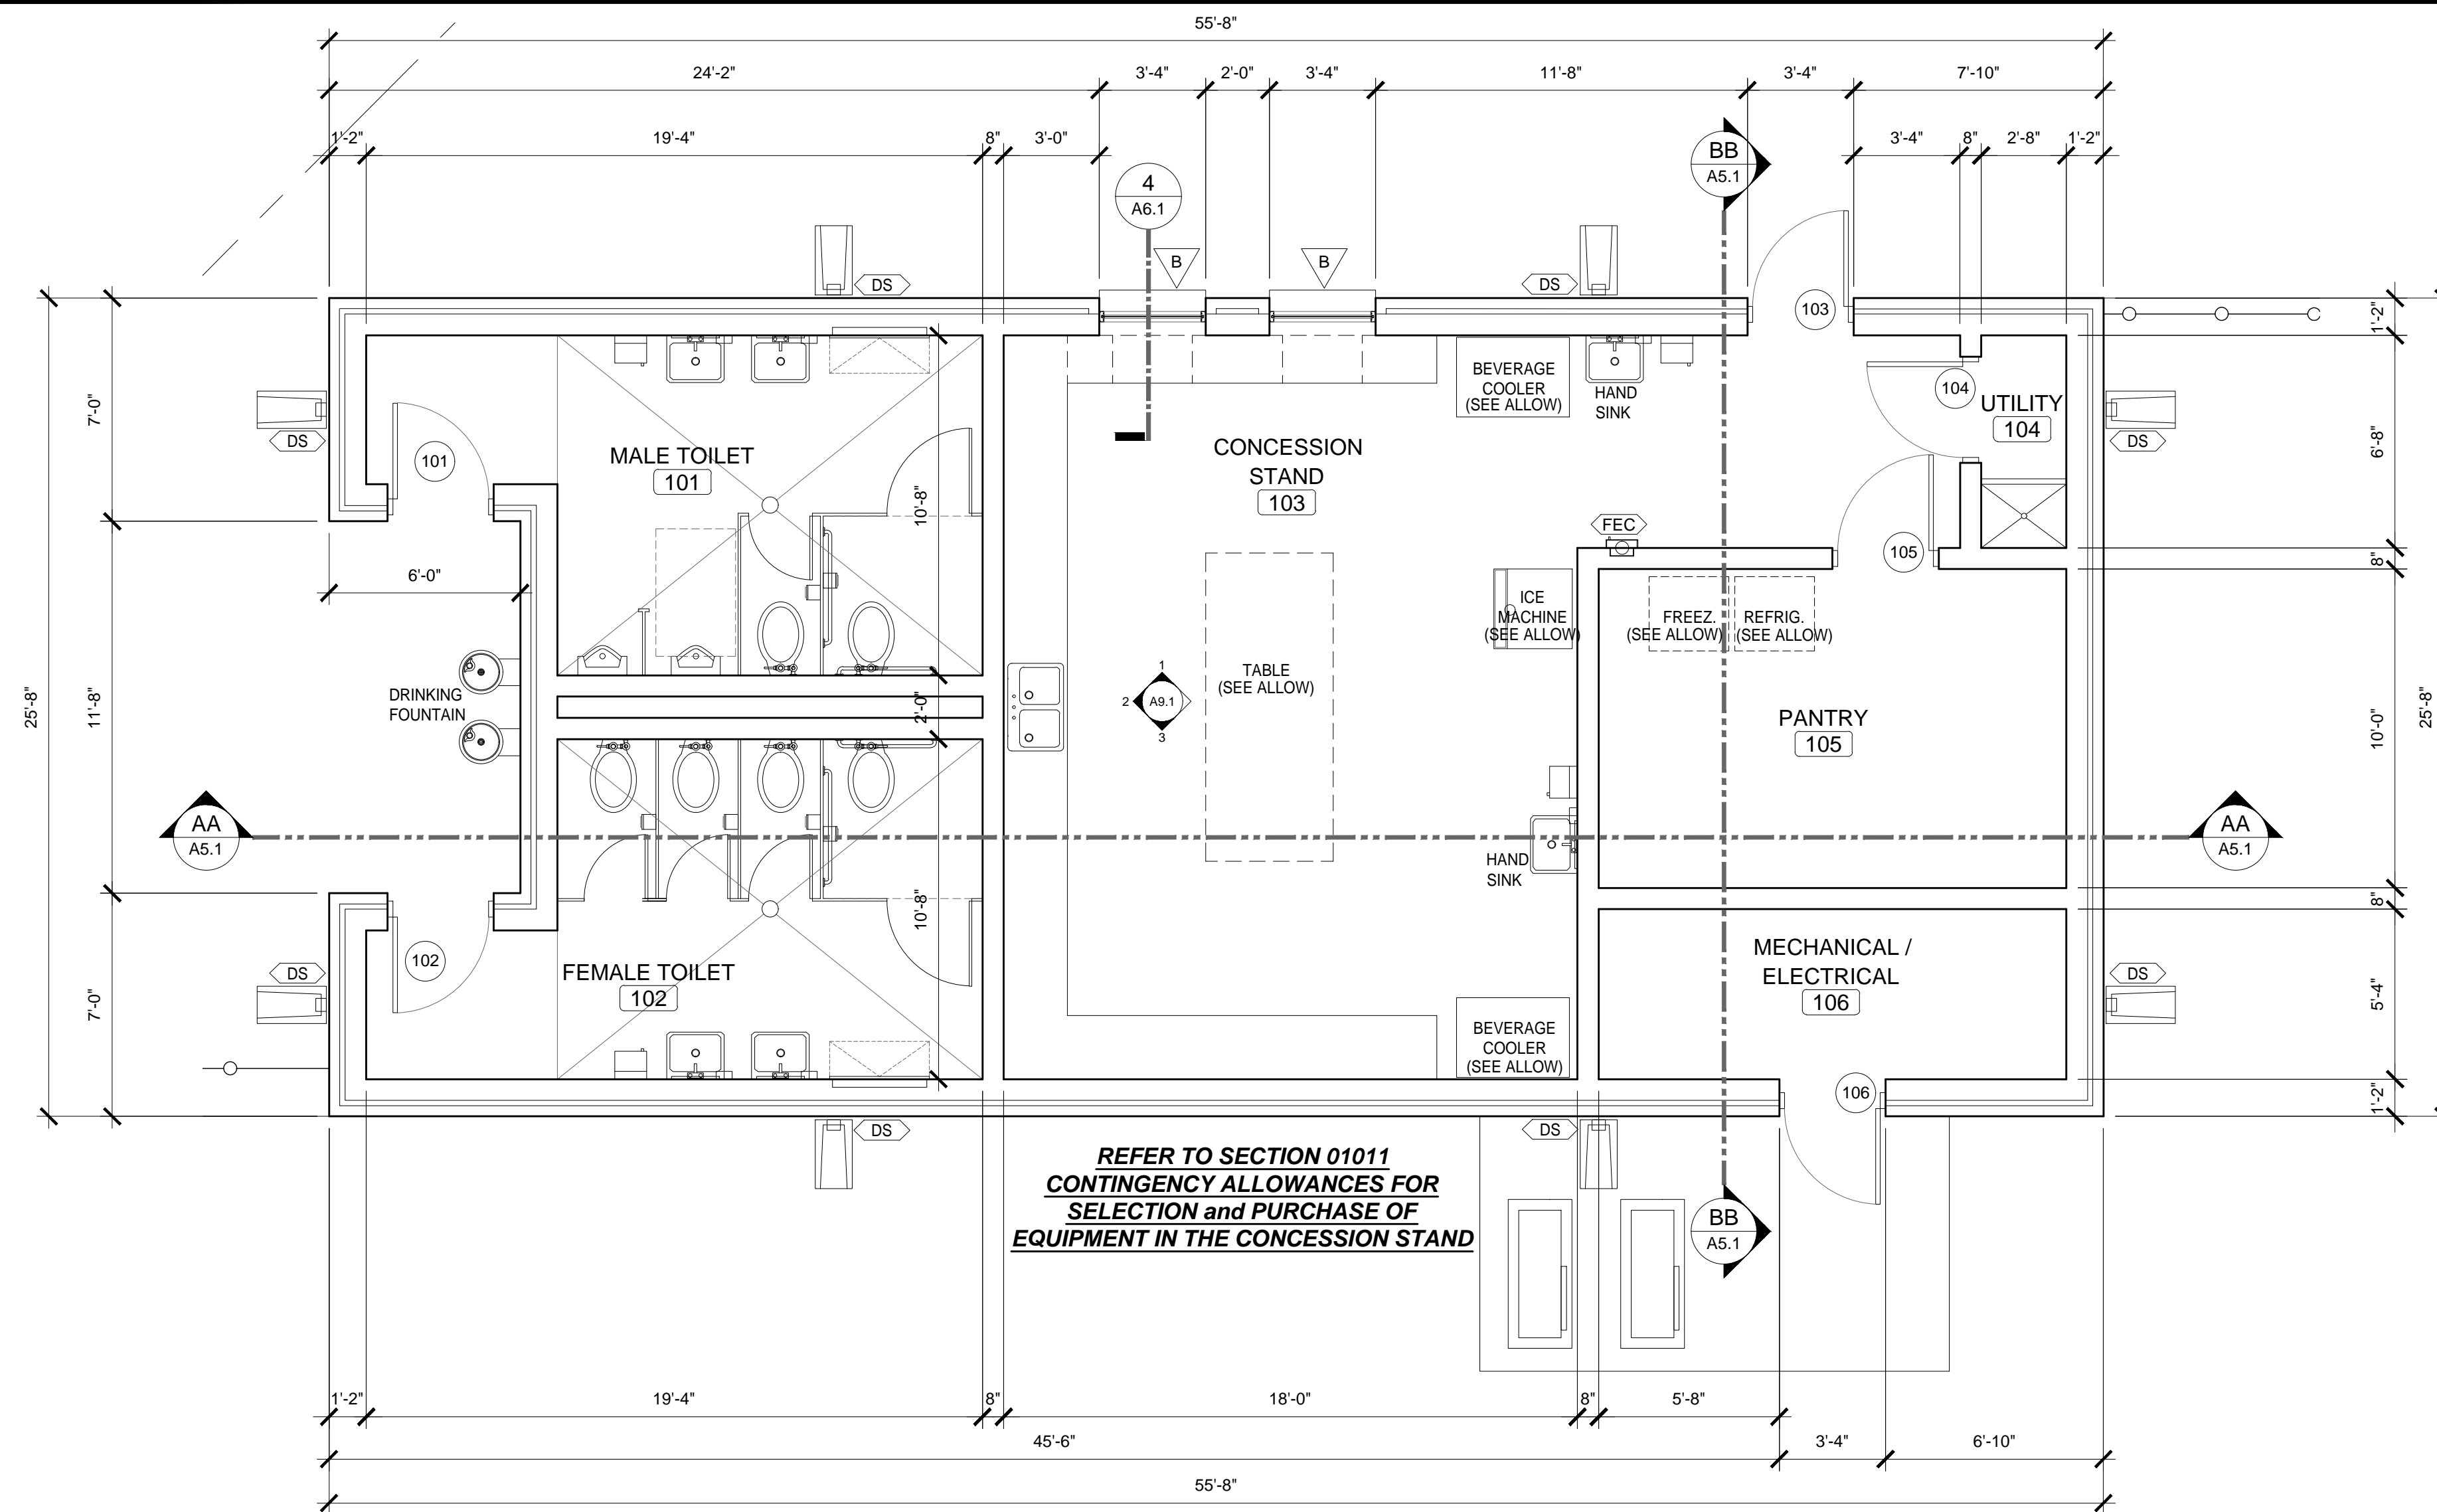 55'-8"
24'-2"
3'-4"
2'-0"
3'-4"
11'-8"
3'-4"
7'-10"
1'-2"
19'-4"
8"
3'-0"
3'-4"
8"
2'-8"
1'-2"
BB
A5.1
4
A6.1
B
B
DS
DS
103
1'-2"
25'-8"
7'-0"
DS
101
MALE TOILET
101
10'-8"
CONCESSION
STAND
103
BEVERAGE
COOLER
(SEE ALLOW)
HAND
SINK
104
UTILITY
104
DS
6'-8"
FEC
105
8"
6'-0"
ICE
MACHINE
(SEE ALLOW)
FREEZ.
(SEE ALLOW)
REFRIG.
(SEE ALLOW)
11'-8"
DRINKING
FOUNTAIN
2'-0"
1
2
A9.1
3
TABLE
(SEE ALLOW)
PANTRY
105
10'-0"
25'-8"
AA
A5.1
HAND
SINK
AA
A5.1
10'-8"
8"
7'-0"
DS
102
FEMALE TOILET
102
MECHANICAL /
ELECTRICAL
106
DS
5'-4"
BEVERAGE
COOLER
(SEE ALLOW)
106
1'-2"
DS
DS
REFER TO SECTION 01011
CONTINGENCY ALLOWANCES FOR
SELECTION and PURCHASE OF
EQUIPMENT IN THE CONCESSION STAND
BB
A5.1
1'-2"
19'-4"
8"
18'-0"
8"
5'-8"
45'-6"
3'-4"
6'-10"
55'-8"